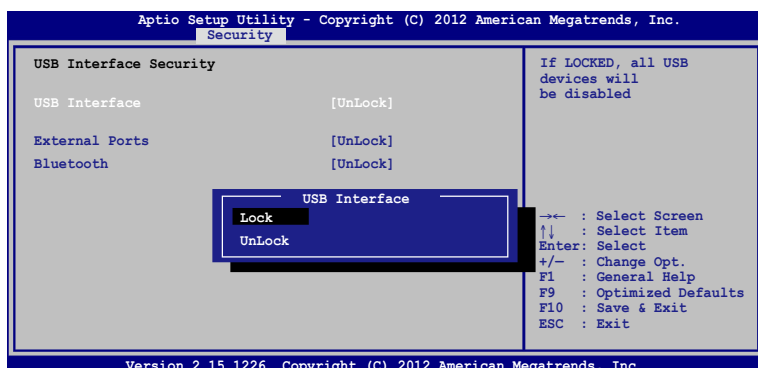 Aptio Setup Utility - Copyright (C) 2012 American Megatrends, Inc.
Security
USB Interface Security
USB Interface [UnLock]
External Ports [UnLock]
Bluetooth [UnLock]
USB Interface
Lock
UnLock
If LOCKED, all USB
devices will
be disabled
→← : Select Screen
↑↓ : Select Item
Enter: Select
+/— : Change Opt.
F1 : General Help
F9 : Optimized Defaults
F10 : Save & Exit
ESC : Exit
Version 2.15.1226. Copyright (C) 2012 American Megatrends, Inc.